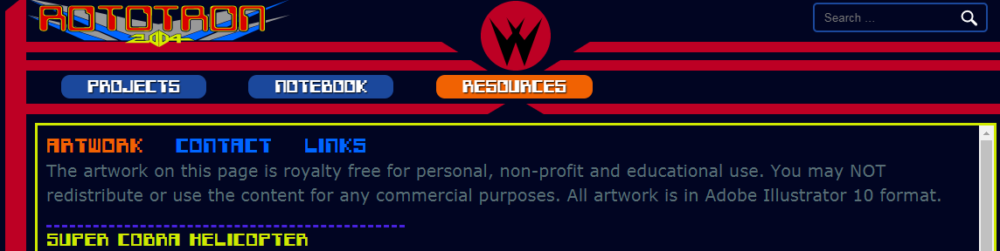 ROTOTRON
2004
Search ...
W
PROJECTS NOTEBOOK RESOURCES
ARTWORK CONTACT LINKS
The artwork on this page is royalty free for personal, non-profit and educational use. You may NOT
redistribute or use the content for any commercial purposes. All artwork is in Adobe Illustrator 10 format.
SUPER COBRA HELICOPTER